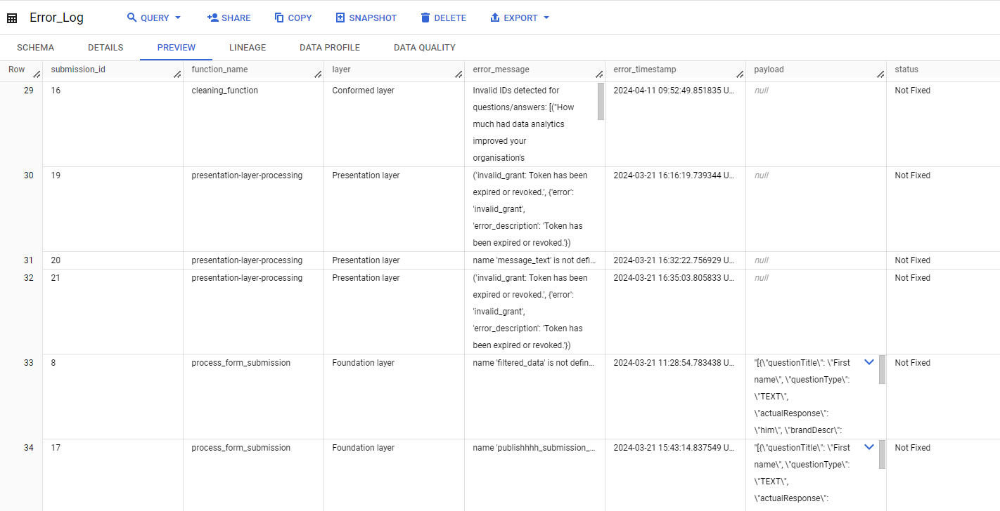 Error_Log QUERY SHARE COPY SNAPSHOT DELETE EXPORT
SCHEMA DETAILS PREVIEW LINEAGE DATA PROFILE DATA QUALITY
Row submission_id function_name layer error_message error_timestamp payload status
29 16 cleaning_function Conformed layer Invalid IDs detected for 2024-04-11 09:52:49.851835 U... null Not Fixed
questions/answers: [("How
much had data analytics
improved your
organisation's
30 19 presentation-layer-processing Presentation layer ('invalid_grant: Token has been 2024-03-21 16:16:19.739344 U... null Not Fixed
expired or revoked.', {'error':
'invalid_grant',
'error_description': 'Token has
been expired or revoked.'})
31 20 presentation-layer-processing Presentation layer name 'message_text' is not defi... 2024-03-21 16:32:22.756929 U... null Not Fixed
32 21 presentation-layer-processing Presentation layer ('invalid_grant: Token has been 2024-03-21 16:35:03.805833 U... null Not Fixed
expired or revoked.', {'error':
'invalid_grant',
'error_description': 'Token has
been expired or revoked.'})
33 8 process_form_submission Foundation layer name 'filtered_data' is not defin... 2024-03-21 11:28:54.783438 U... "[{\"questionTitle\": \"First Not Fixed
name\", \"questionType\":
\"TEXT\",
\"actualResponse\":
\"him\", \"brandDescr\":
34 17 process_form_submission Foundation layer name 'publishhhh_submission_... 2024-03-21 15:43:14.837549 U... "[{\"questionTitle\": \"First Not Fixed
name\", \"questionType\":
\"TEXT\",
\"actualResponse\":